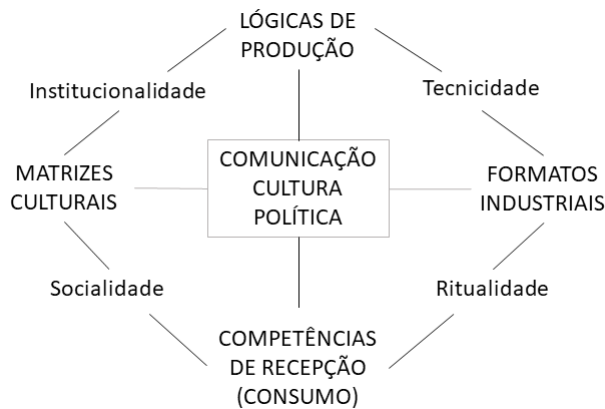 LÓGICAS DE
PRODUÇÃO
Institucionalidade
Tecnicidade
MATRIZES
CULTURAIS
COMUNICAÇÃO
CULTURA
POLÍTICA
FORMATOS
INDUSTRIAIS
Socialidade
Ritualidade
COMPETÊNCIAS
DE RECEPÇÃO
(CONSUMO)